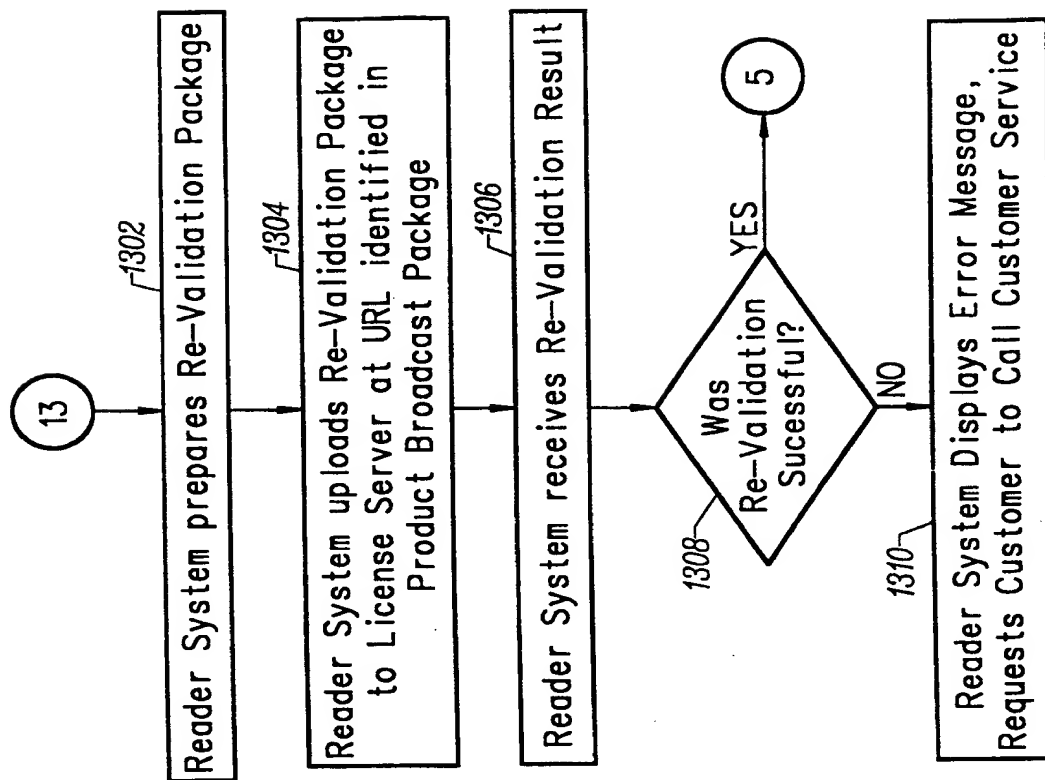 13
1302
Reader System prepares Re-Validation Package
1304
Reader System uploads Re-Validation Package
to License Server at URL identified in
Product Broadcast Package
1306
Reader System receives Re-Validation Result
1308
Was
Re-Validation
Sucessful?
YES
5
NO
1310
Reader System Displays Error Message,
Requests Customer to Call Customer Service